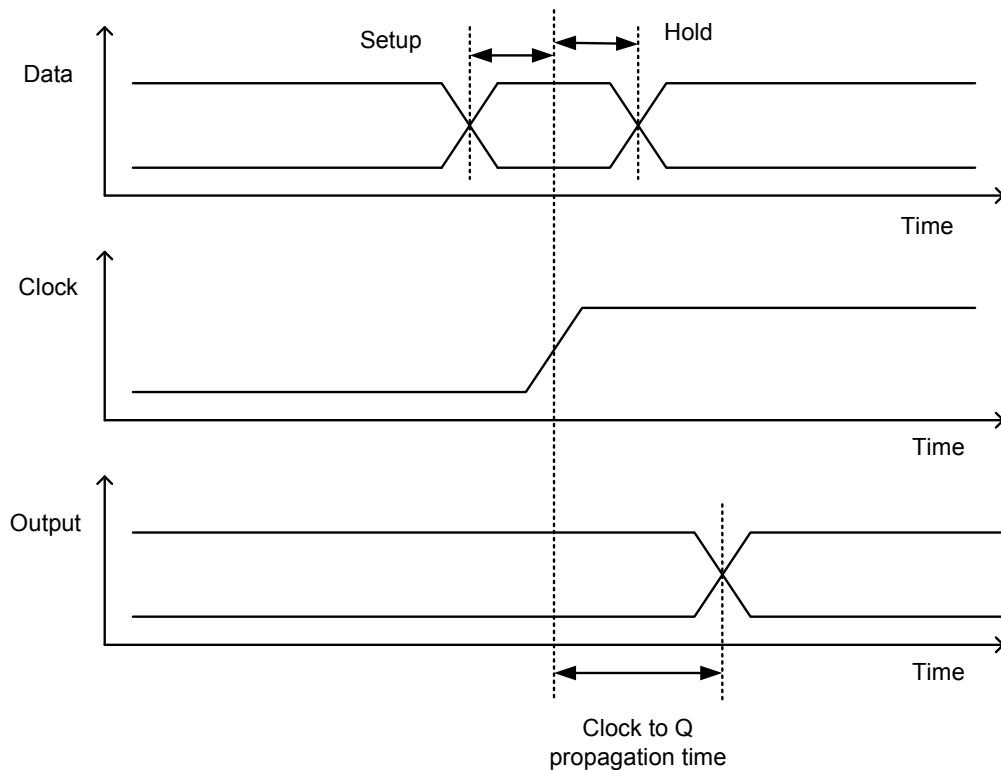 Setup
Hold
Data
Time
Clock
Time
Output
Time
Clock to Q
propagation time